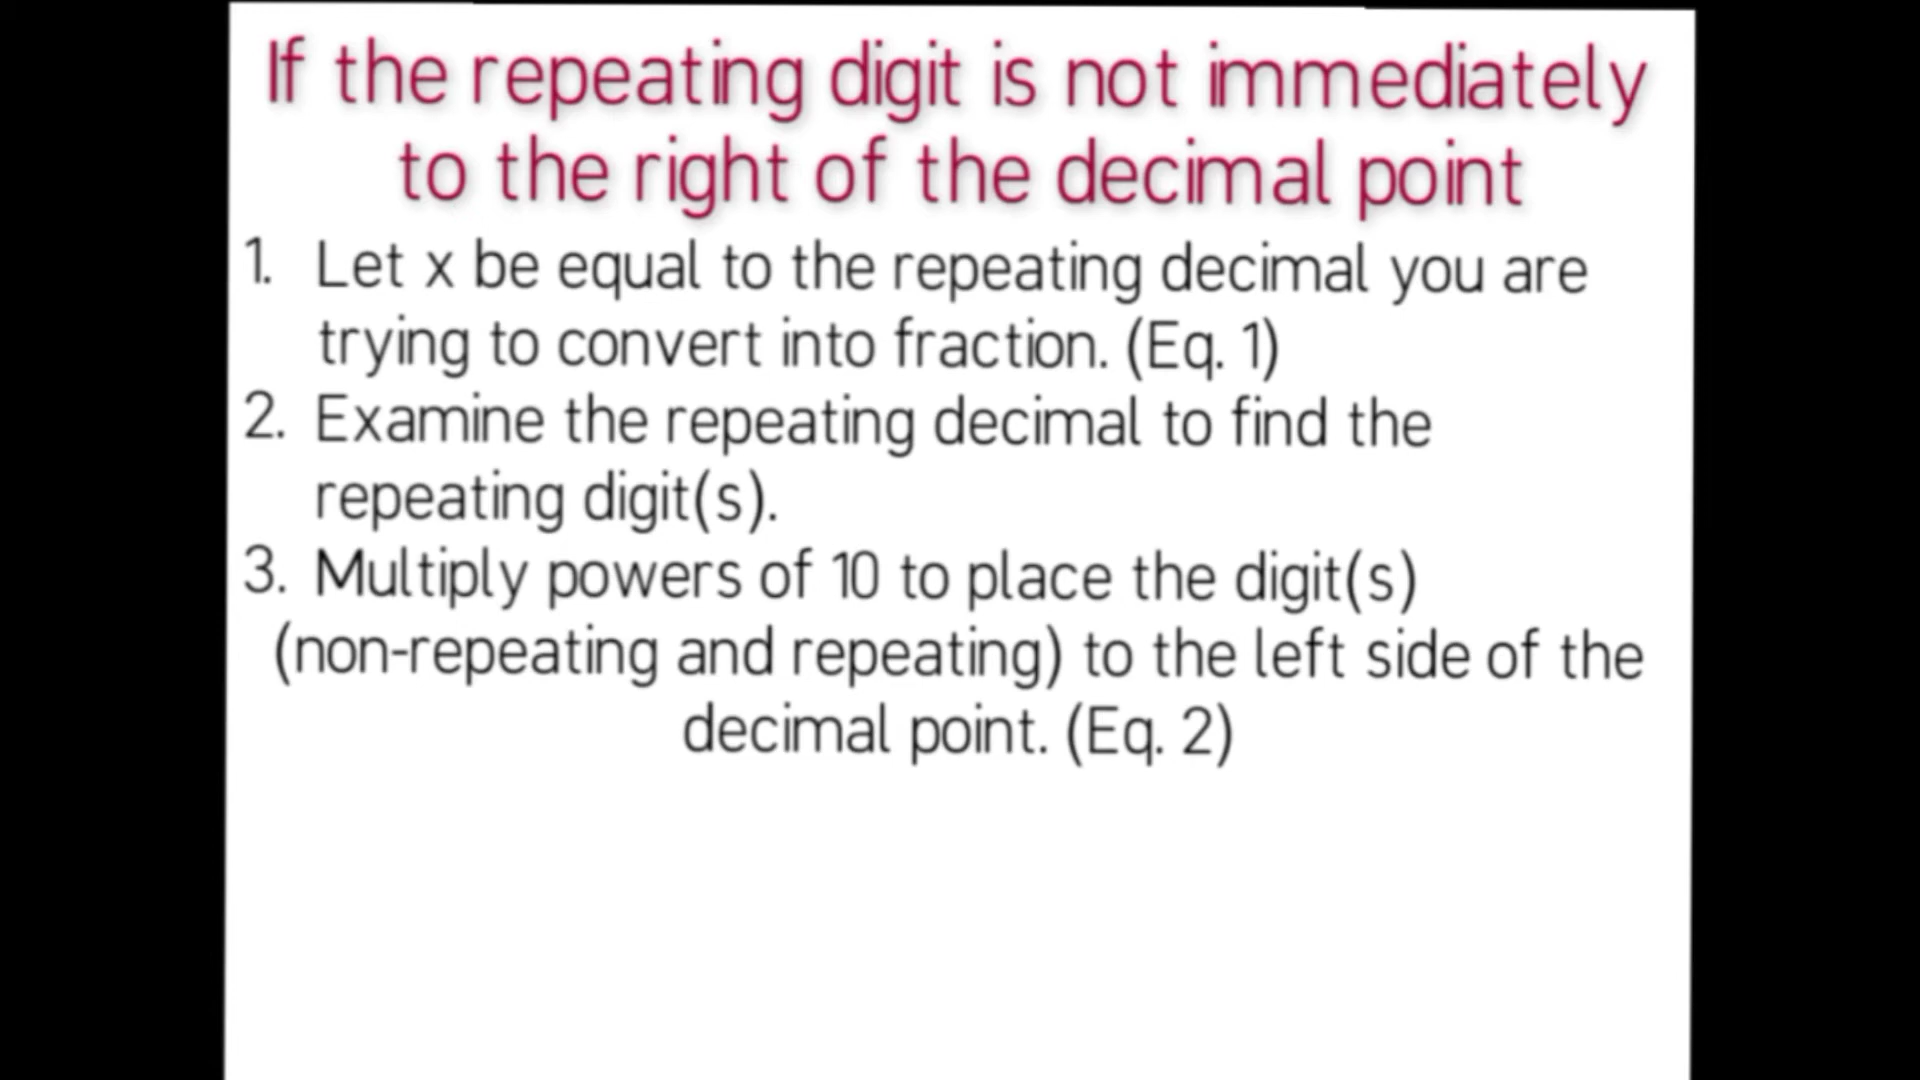 If the repeating digit is not immediately
to the right of the decimal point
1. Let x be equal to the repeating decimal you are
trying to convert into fraction. (Eq. 1)
2. Examine the repeating decimal to find the
repeating digit(s).
3. Multiply powers of 10 to place the digit(s)
(non-repeating and repeating) to the left side of the
decimal point. (Eq. 2)